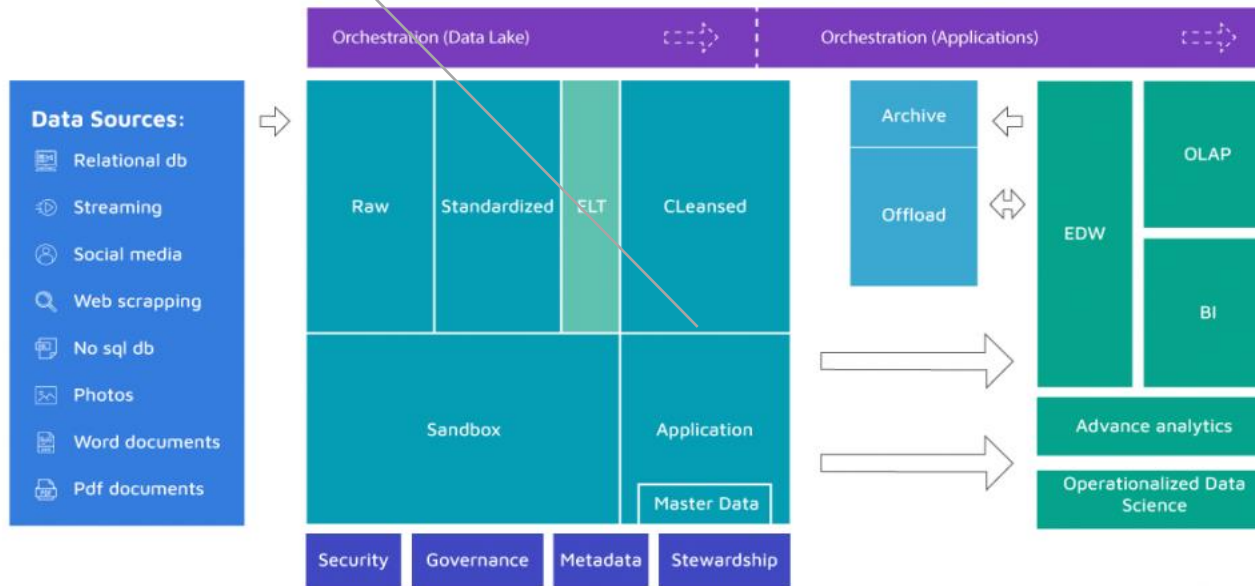 Orchestration (Data Lake)
Orchestration (Applications)
Data Sources:
Relational db
Streaming
Social media
Web scrapping
No sql db
Photos
Word documents
Pdf documents
Raw
Standardized
ELT
CLeansed
Sandbox
Application
Master Data
Security
Governance
Metadata
Stewardship
Archive
Offload
EDW
OLAP
BI
Advance analytics
Operationalized Data
Science